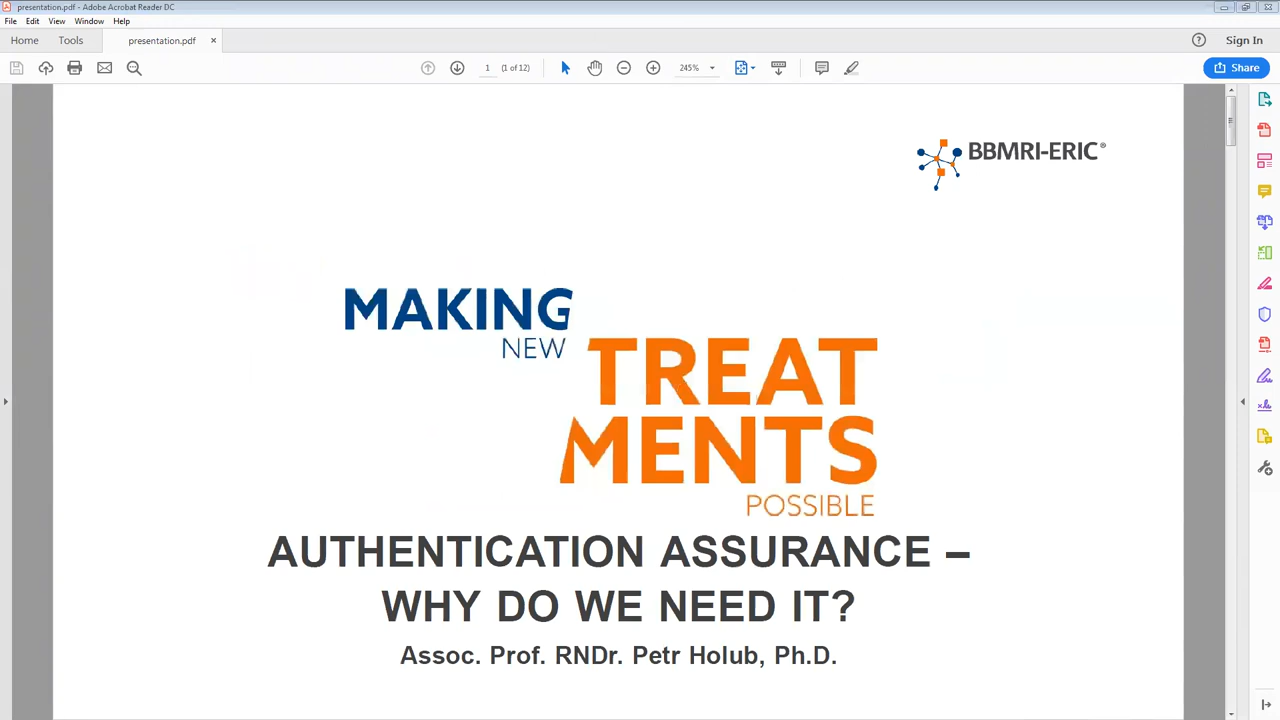 presentation.pdf - Adobe Acrobat Reader DC
File Edit View Window Help
Home Tools presentation.pdf × Sign In
1 (1 of 12) 245% Share
BBMRI-ERIC®
MAKING
NEW
TREAT
MENTS
POSSIBLE
AUTHENTICATION ASSURANCE –
WHY DO WE NEED IT?
Assoc. Prof. RNDr. Petr Holub, Ph.D.